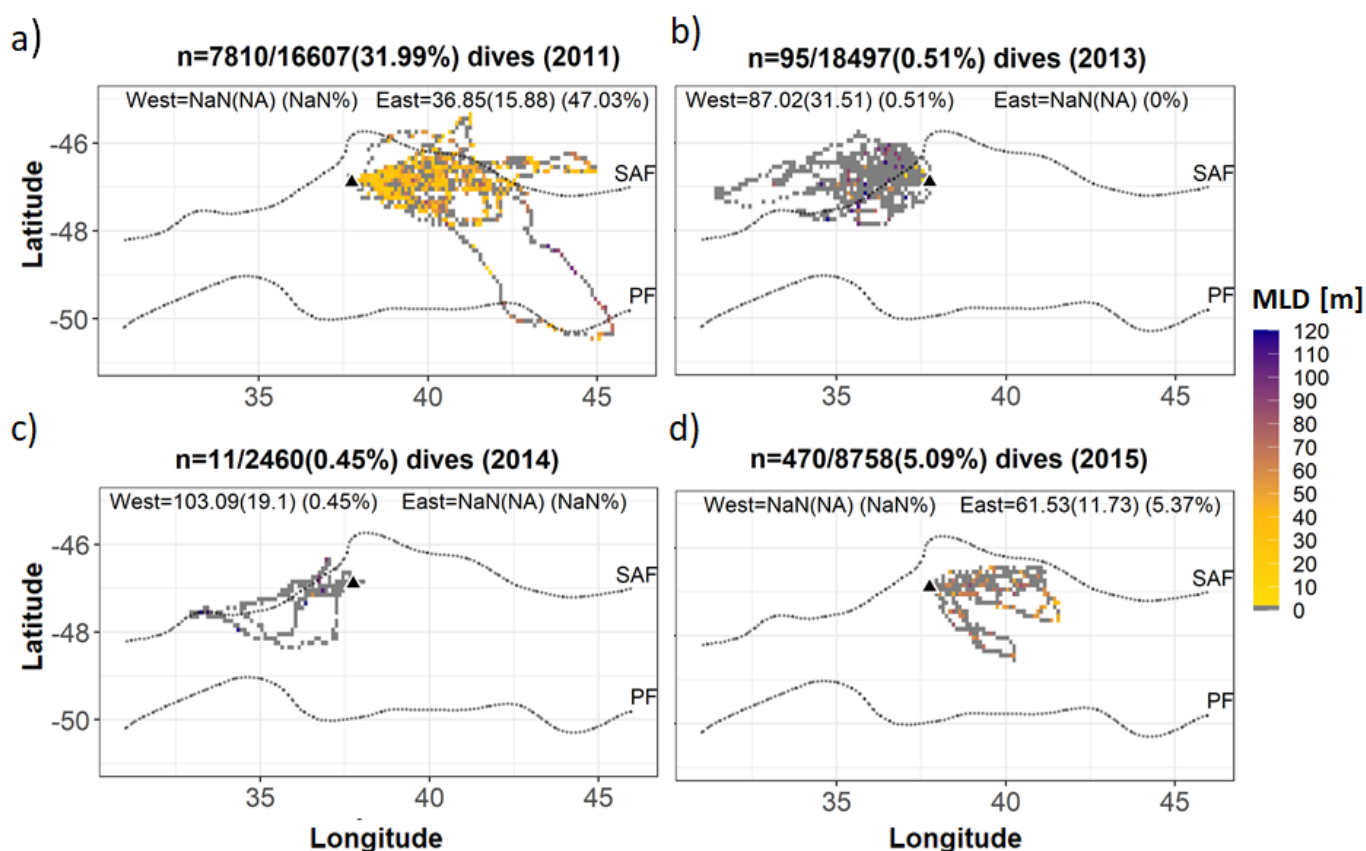 a)
n=7810/16607(31.99%) dives (2011)
West=NaN(NA) (NaN%) East=36.85(15.88) (47.03%)
-46
-48
-50
Latitude
SAF
PF
35 40 45
b)
n=95/18497(0.51%) dives (2013)
West=87.02(31.51) (0.51%) East=NaN(NA) (0%)
SAF
PF
35 40 45
MLD [m]
120
110
100
90
80
70
60
50
40
30
20
10
0
c)
n=11/2460(0.45%) dives (2014)
West=103.09(19.1) (0.45%) East=NaN(NA) (NaN%)
-46
-48
-50
Latitude
SAF
PF
35 40 45
Longitude
d)
n=470/8758(5.09%) dives (2015)
West=NaN(NA) (NaN%) East=61.53(11.73) (5.37%)
SAF
PF
35 40 45
Longitude